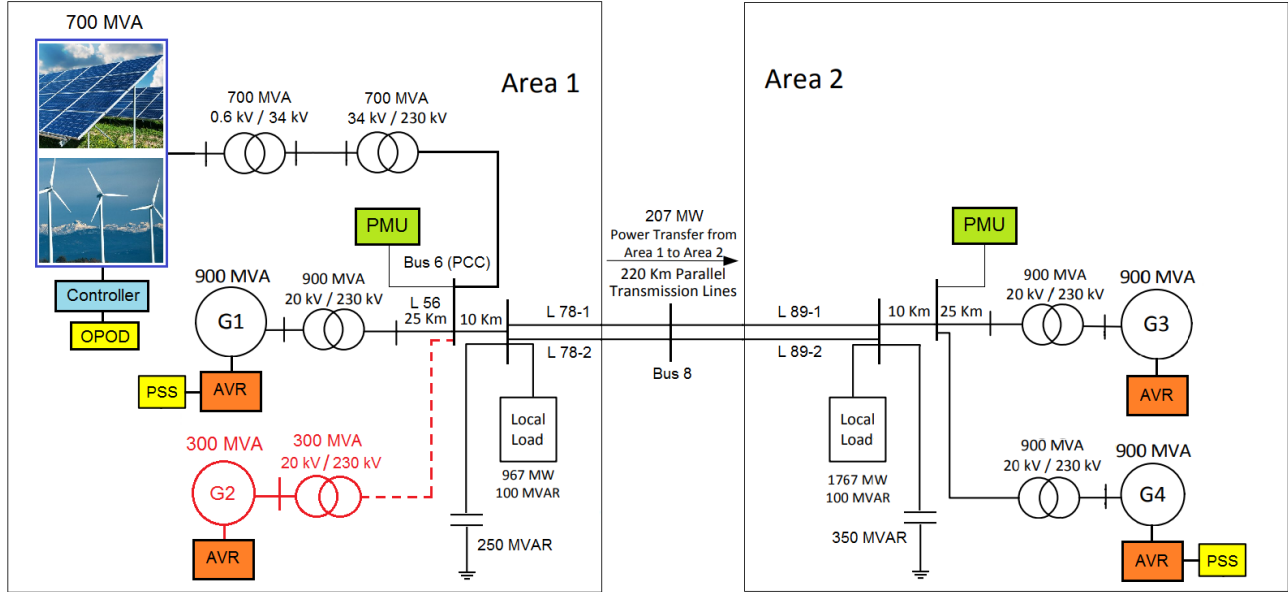 700 MVA
Area 1
700 MVA
0.6 kV / 34 kV
700 MVA
34 kV / 230 kV
PMU
Bus 6 (PCC)
Controller
OPOD
900 MVA
G1
900 MVA
20 kV / 230 kV
L 56
25 Km
10 Km
PSS
AVR
300 MVA
G2
300 MVA
20 kV / 230 kV
AVR
Local
Load
967 MW
100 MVAR
250 MVAR
L 78-1
L 78-2
207 MW
Power Transfer from
Area 1 to Area 2
220 Km Parallel
Transmission Lines
Bus 8
Area 2
L 89-1
L 89-2
PMU
10 Km
25 Km
900 MVA
20 kV / 230 kV
900 MVA
G3
AVR
Local
Load
1767 MW
100 MVAR
350 MVAR
900 MVA
20 kV / 230 kV
900 MVA
G4
AVR
PSS